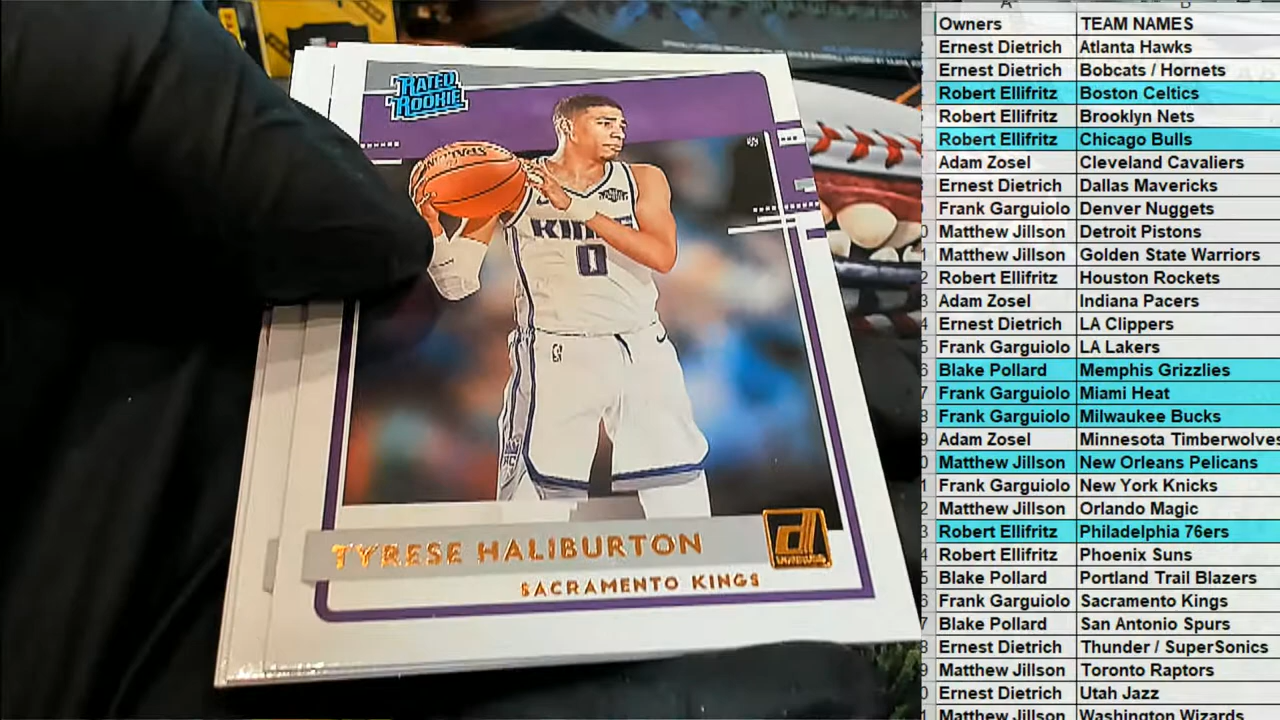 RATED
ROOKIE
SPALDING
KINGS
0
TYRESE HALIBURTON
SACRAMENTO KINGS
d
Owners TEAM NAMES
Ernest Dietrich Atlanta Hawks
Ernest Dietrich Bobcats / Hornets
Robert Ellifritz Boston Celtics
Robert Ellifritz Brooklyn Nets
Robert Ellifritz Chicago Bulls
Adam Zosel Cleveland Cavaliers
Ernest Dietrich Dallas Mavericks
Frank Garguiolo Denver Nuggets
Matthew Jillson Detroit Pistons
Matthew Jillson Golden State Warriors
Robert Ellifritz Houston Rockets
Adam Zosel Indiana Pacers
Ernest Dietrich LA Clippers
Frank Garguiolo LA Lakers
Blake Pollard Memphis Grizzlies
Frank Garguiolo Miami Heat
Frank Garguiolo Milwaukee Bucks
Adam Zosel Minnesota Timberwolves
Matthew Jillson New Orleans Pelicans
Frank Garguiolo New York Knicks
Matthew Jillson Orlando Magic
Robert Ellifritz Philadelphia 76ers
Robert Ellifritz Phoenix Suns
Blake Pollard Portland Trail Blazers
Frank Garguiolo Sacramento Kings
Blake Pollard San Antonio Spurs
Ernest Dietrich Thunder / SuperSonics
Matthew Jillson Toronto Raptors
Ernest Dietrich Utah Jazz
Matthew Jillson Washington Wizards